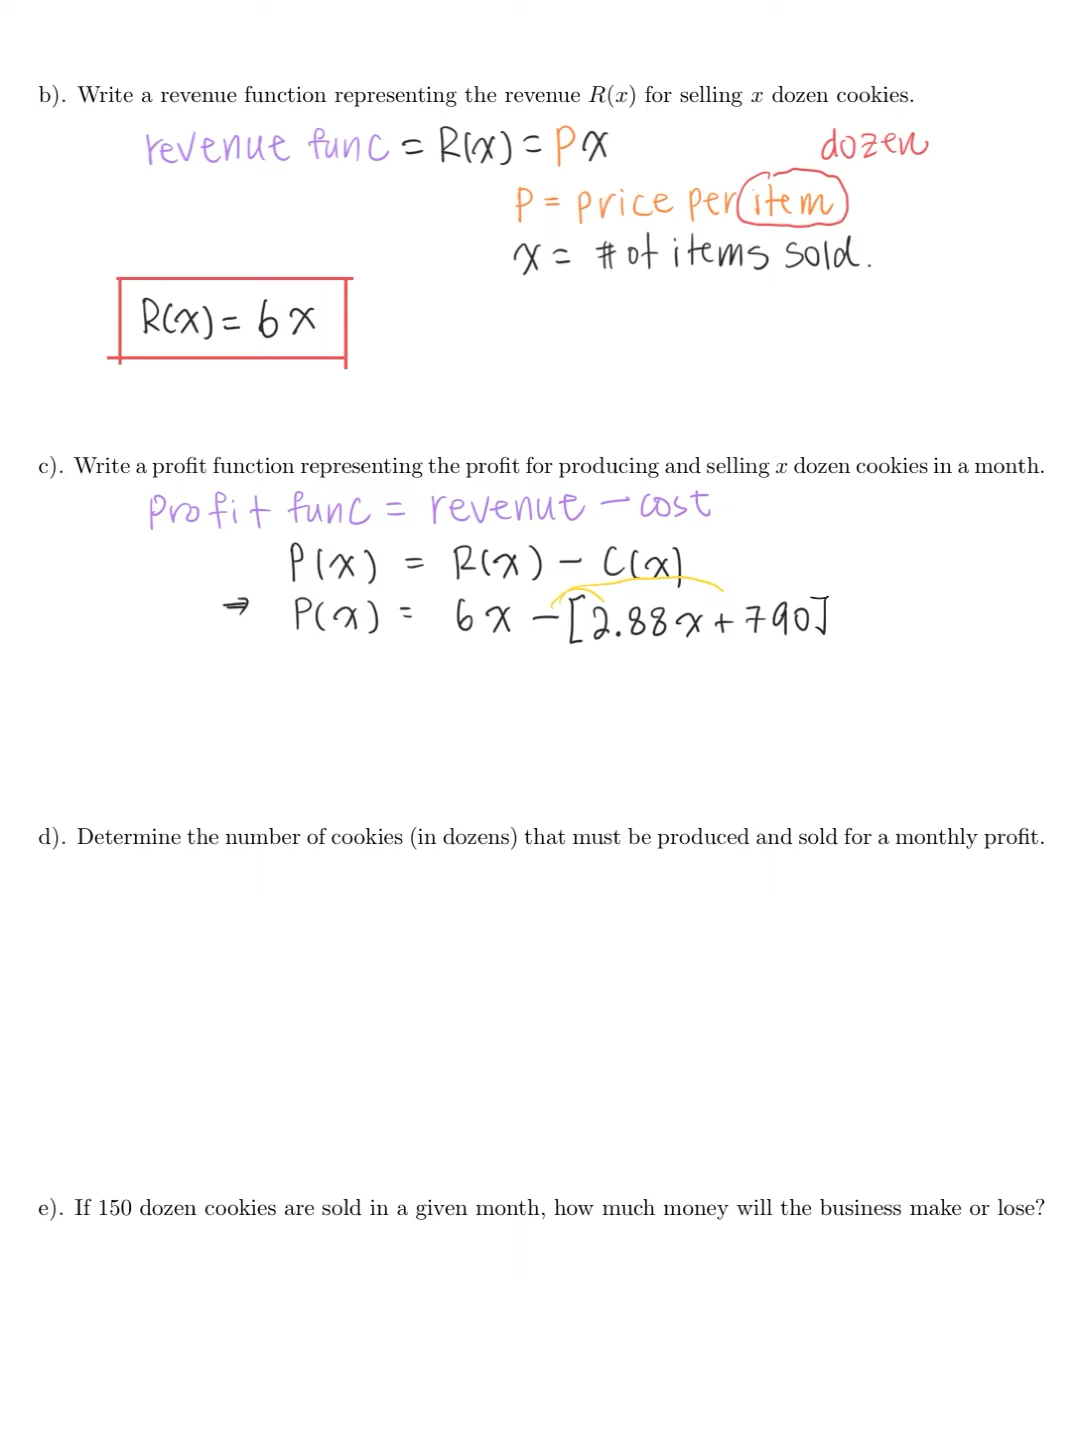 b). Write a revenue function representing the revenue R(x) for selling x dozen cookies.
revenue func = R(x) = Px
dozen
P = price per item
x = # of items sold.
R(x) = 6x
c). Write a profit function representing the profit for producing and selling x dozen cookies in a month.
Profit func = revenue - cost
P(x) = R(x) - C(x)
⇒ P(x) = 6x - [2.88x + 790]
d). Determine the number of cookies (in dozens) that must be produced and sold for a monthly profit.
e). If 150 dozen cookies are sold in a given month, how much money will the business make or lose?